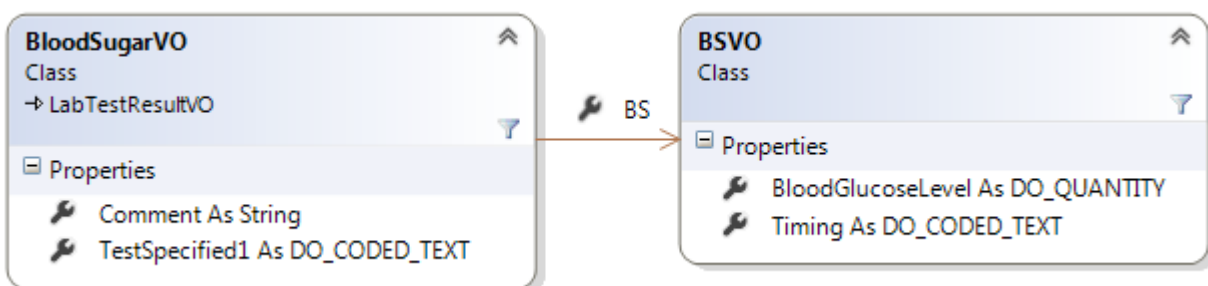 BloodSugarVO
Class
LabTestResultVO
Properties
Comment As String
TestSpecified1 As DO_CODED_TEXT
BS
BSVO
Class
Properties
BloodGlucoseLevel As DO_QUANTITY
Timing As DO_CODED_TEXT